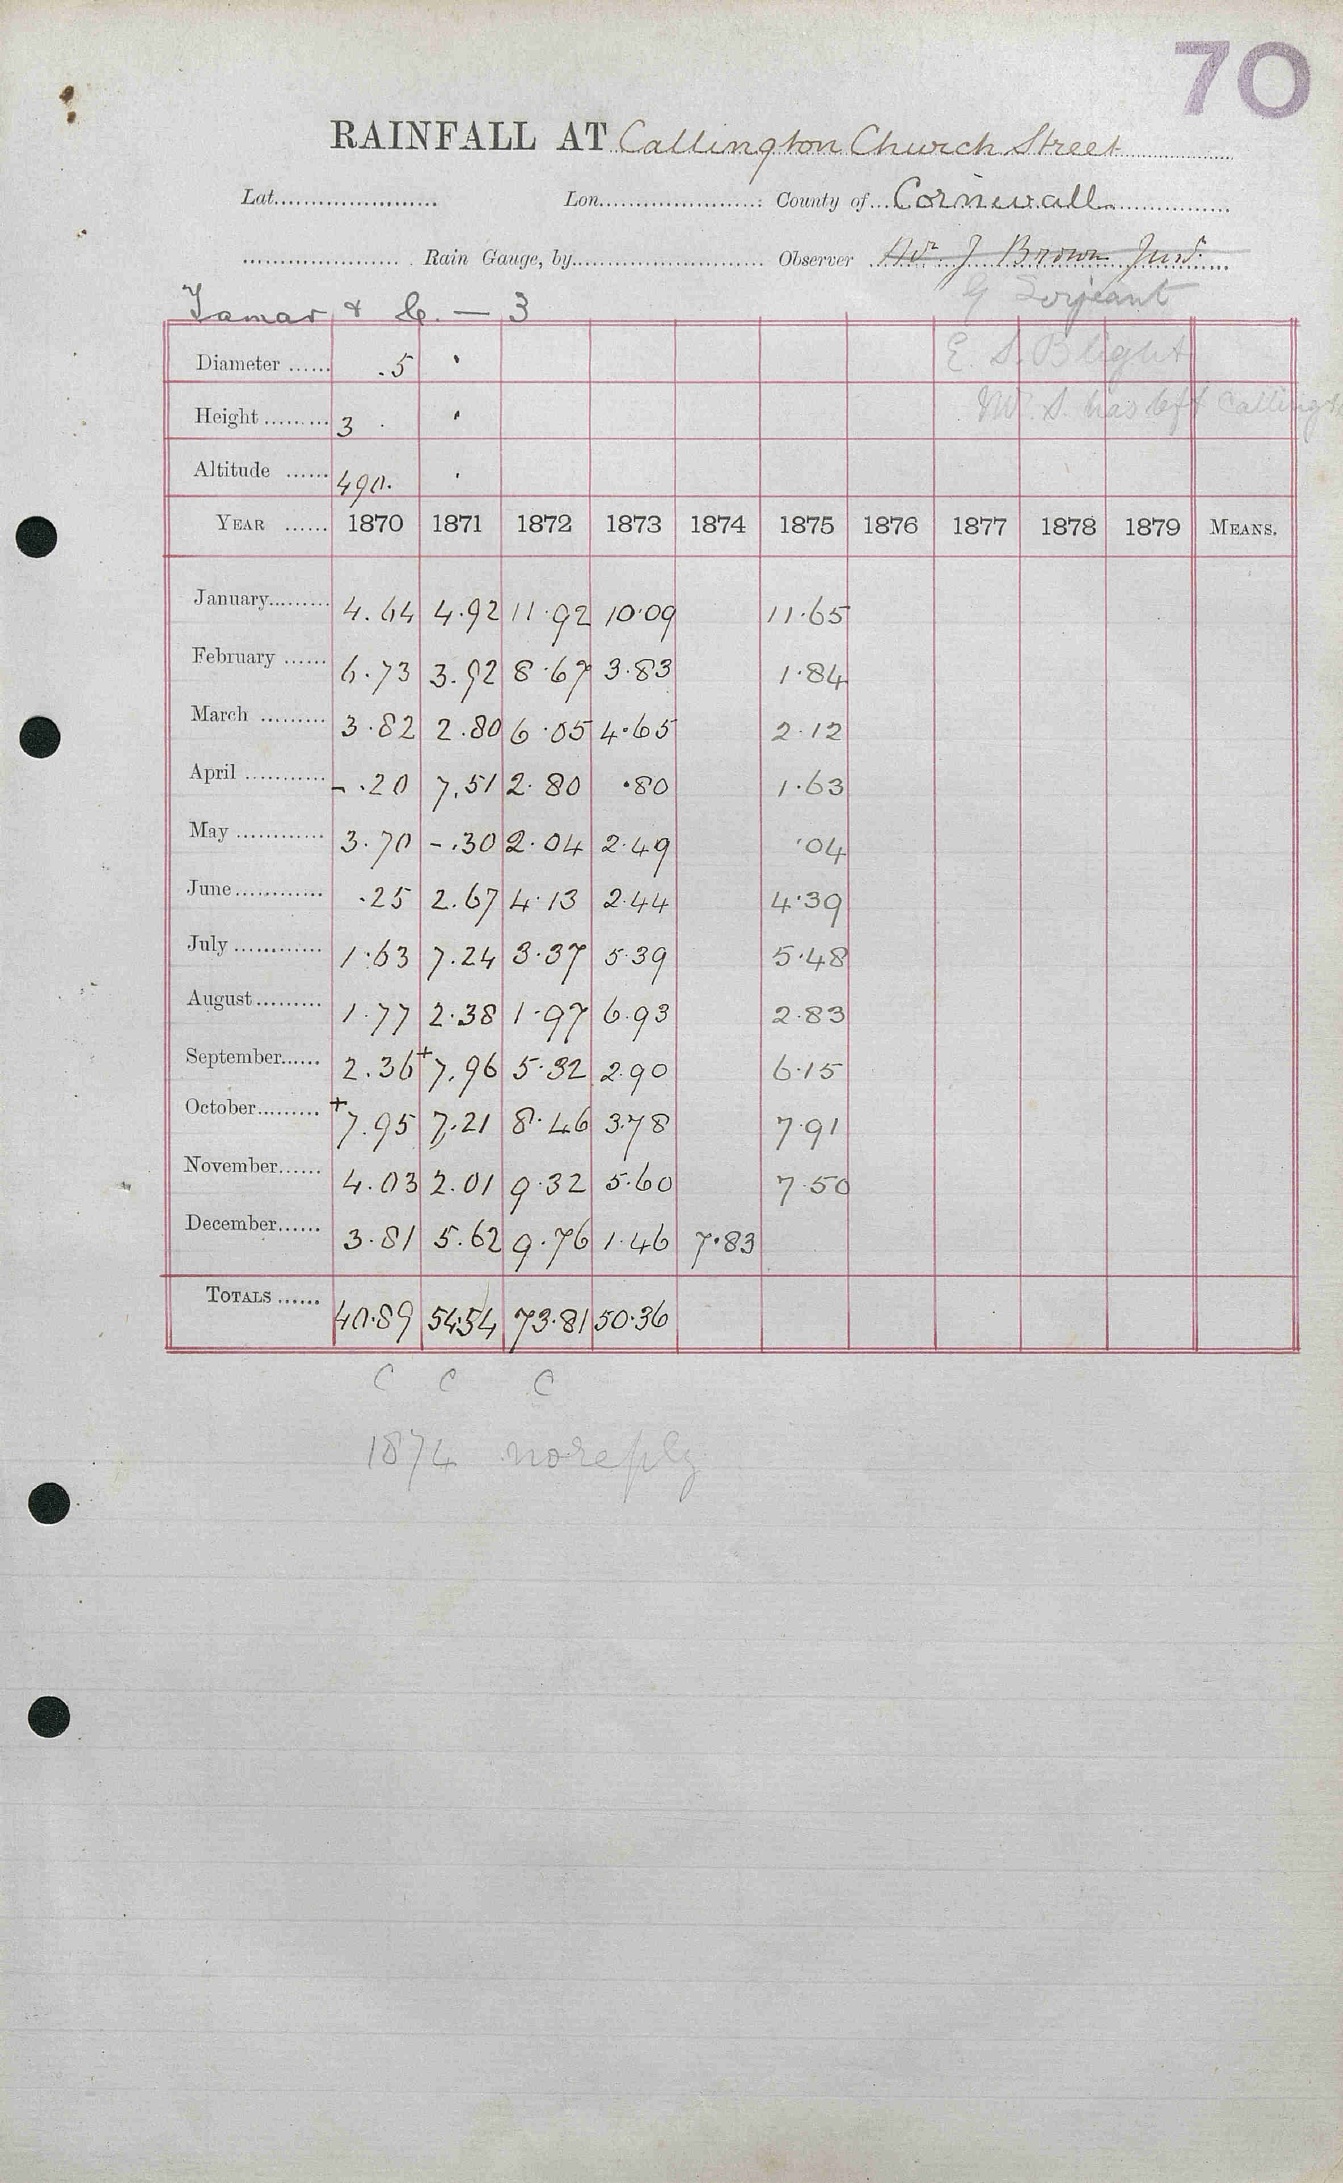 70
RAINFALL AT Callington Church Street
Lat. Lon. County of Cornwall
Rain Gauge, by Observer Mr. J Brown Junr.
Tamar & C. — 3 G Serjeant
E. S. Blight
Mr. S. has left Callingt
Diameter .5 '
Height 3 '
Altitude 490. '
YEAR 1870 1871 1872 1873 1874 1875 1876 1877 1878 1879 MEANS.
January 4.64 4.92 11.92 10.09 11.65
February 6.73 3.92 8.67 3.83 1.84
March 3.82 2.80 6.05 4.65 2.12
April -.20 7.51 2.80 .80 1.63
May 3.70 -.30 2.04 2.49 .04
June .25 2.67 4.13 2.44 4.39
July 1.63 7.24 3.37 5.39 5.48
August 1.77 2.38 1.97 6.93 2.83
September 2.36 +7.96 5.32 2.90 6.15
October +7.95 7.21 8.46 3.78 7.91
November 4.03 2.01 9.32 5.60 7.50
December 3.81 5.62 9.76 1.46 7.83
TOTALS 40.89 54.54 73.81 50.36
C C C
1874 no reply